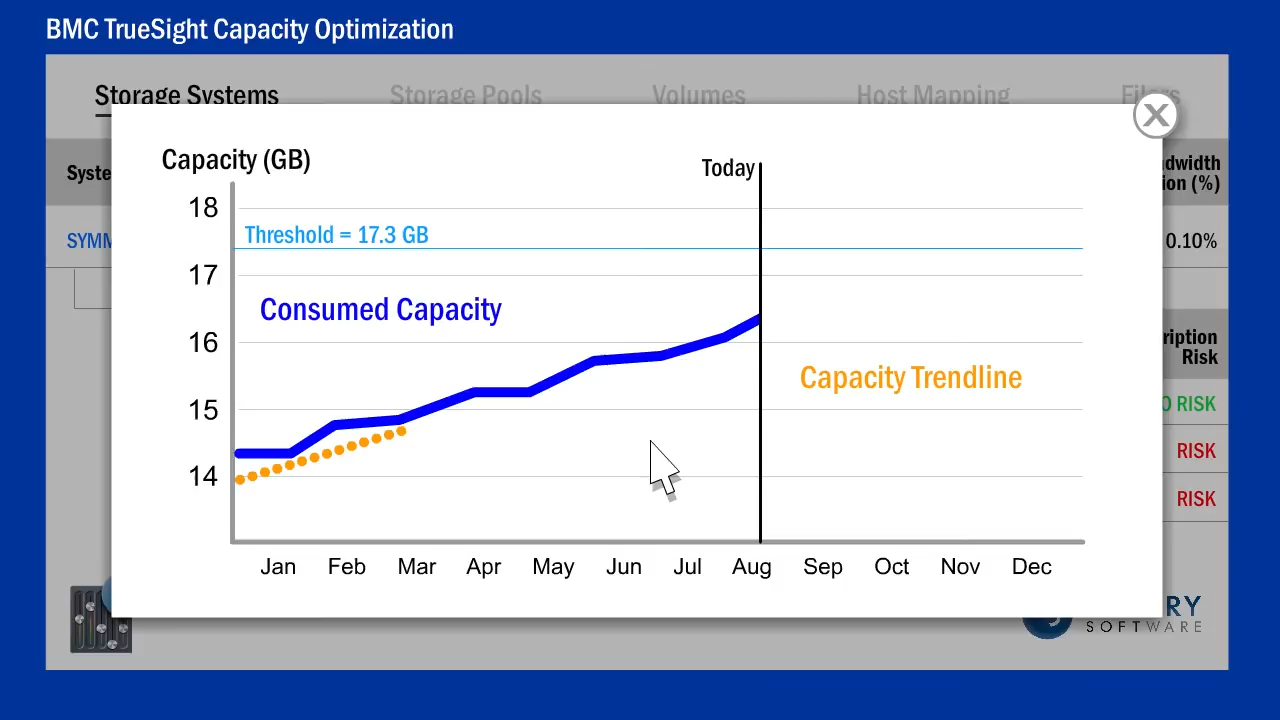 BMC TrueSight Capacity Optimization
Storage Systems Storage Pools Volumes Host Mapping Filers
Capacity (GB)
Today
18
Threshold = 17.3 GB
17
Consumed Capacity
16
Capacity Trendline
15
14
Jan Feb Mar Apr May Jun Jul Aug Sep Oct Nov Dec
0.10%
Risk
RISK
RISK
SOFTWARE